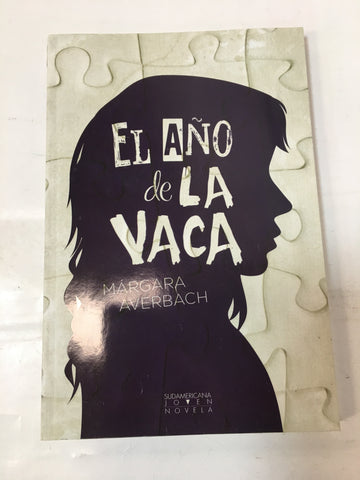 EL AÑO
de LA
VACA
MÁRGARA
AVERBACH
SUDAMERICANA
JOVEN
NOVELA